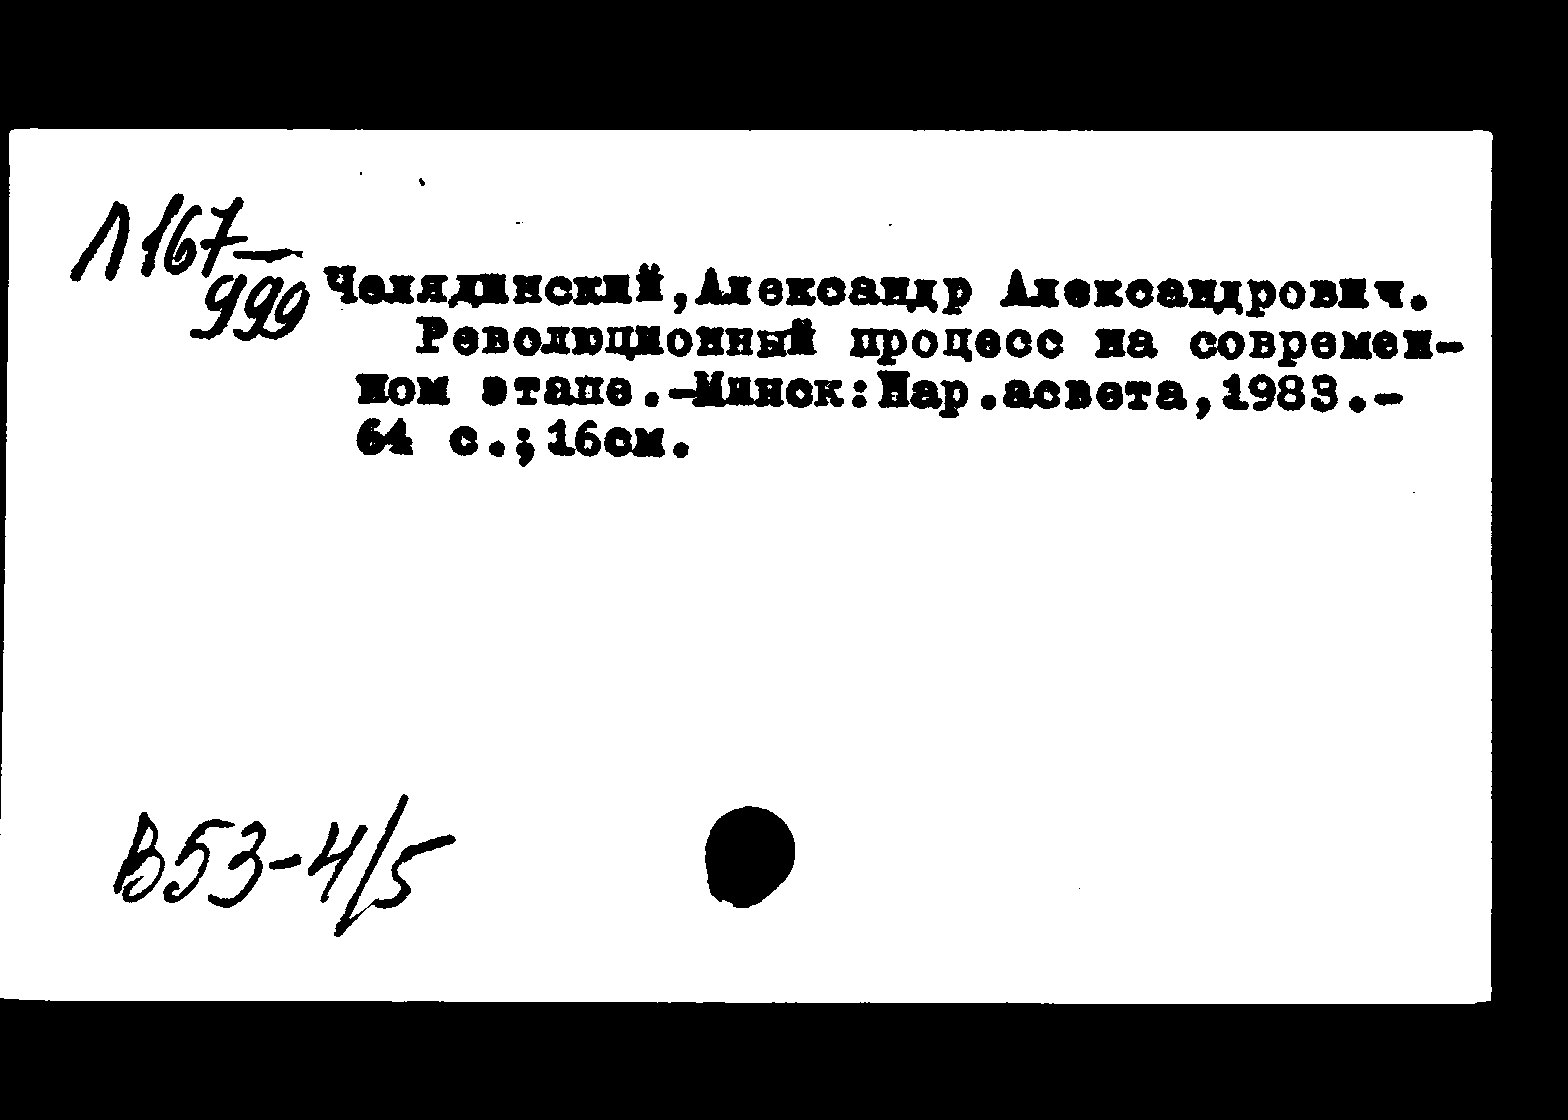 Л167-
999
Челядинский,Александр Александрович.
Революционный процесс на современ-
ном этапе.-Минск:Нар.асвета,1983.-
64 с.;16см.
В53-4/5